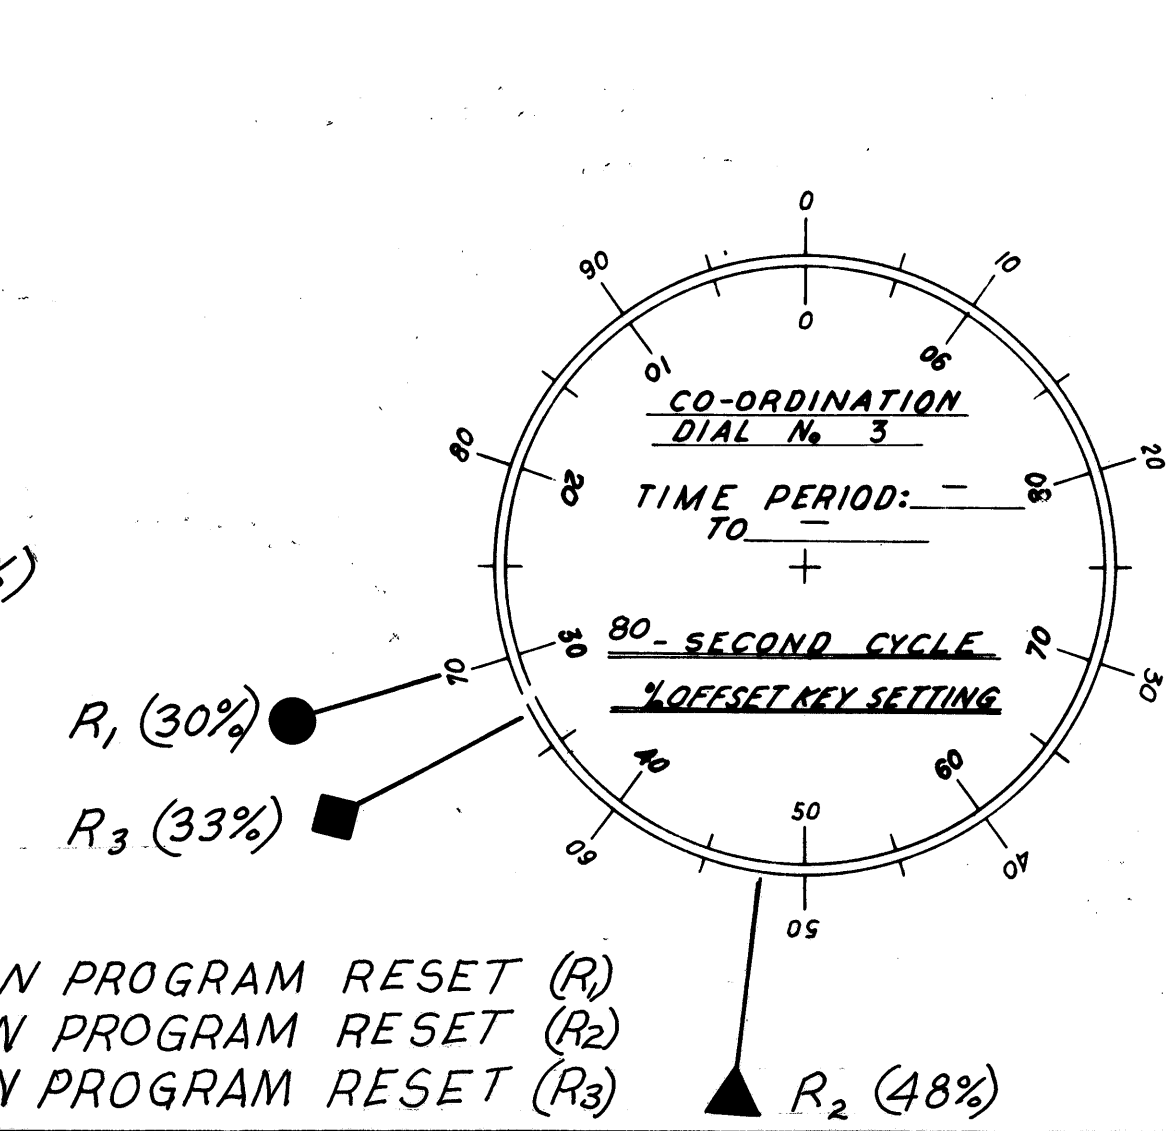 0
90
10
0
10
90
CO-ORDINATION
DIAL No 3
80
20
TIME PERIOD: –
80
20
TO –
80- SECOND CYCLE
70
30
70
30
% OFFSET KEY SETTING
R1 (30%)
R3 (33%)
40
60
60
50
40
50
N PROGRAM RESET (R1)
N PROGRAM RESET (R2)
N PROGRAM RESET (R3)
R2 (48%)